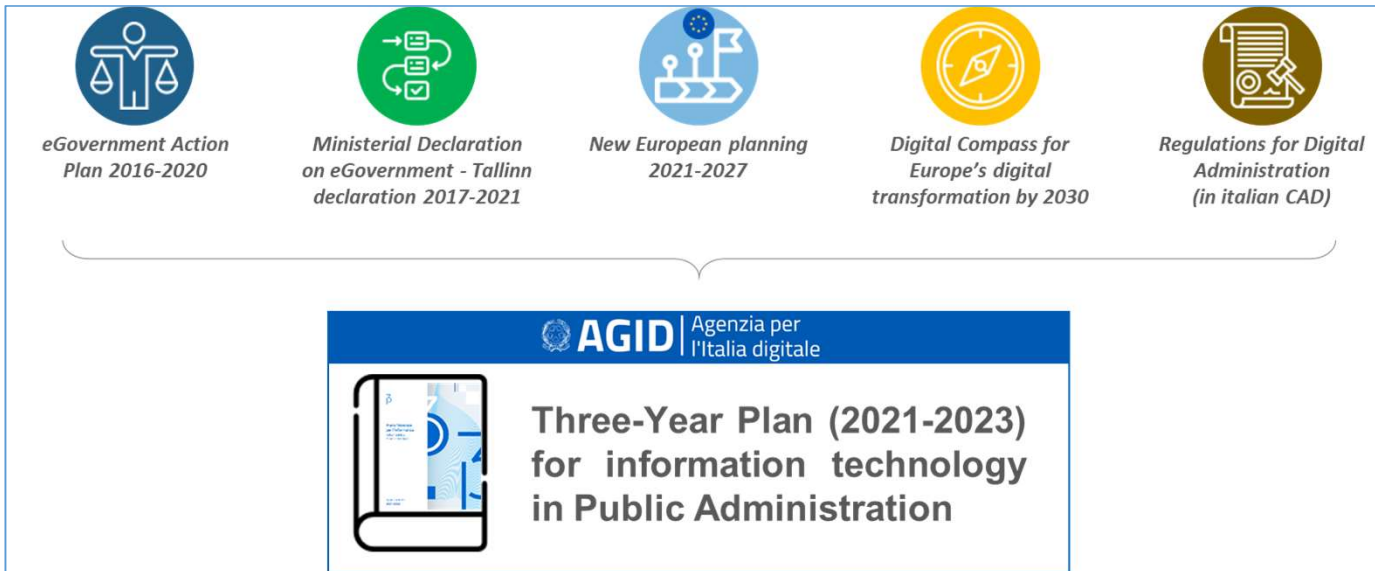 eGovernment Action
Plan 2016-2020
Ministerial Declaration
on eGovernment - Tallinn
declaration 2017-2021
New European planning
2021-2027
Digital Compass for
Europe's digital
transformation by 2030
Regulations for Digital
Administration
(in italian CAD)
AGID Agenzia per
l'Italia digitale
Three-Year Plan (2021-2023)
for information technology
in Public Administration